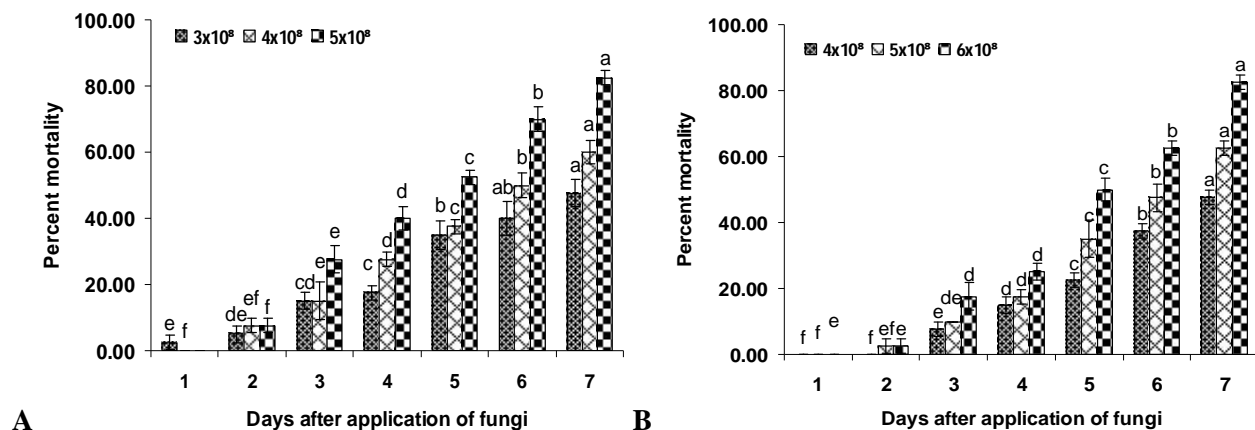 100.00
80.00
60.00
40.00
20.00
0.00
Percent mortality
3x10⁸ 4x10⁸ 5x10⁸
e f
de ef f
cd e e
c d d
b c c
ab b b
a a a
1 2 3 4 5 6 7
Days after application of fungi
A
100.00
80.00
60.00
40.00
20.00
0.00
Percent mortality
4x10⁸ 5x10⁸ 6x10⁸
f f e
f ef e
e de d
d d d
c c c
b b b
a a a
1 2 3 4 5 6 7
Days after application of fungi
B